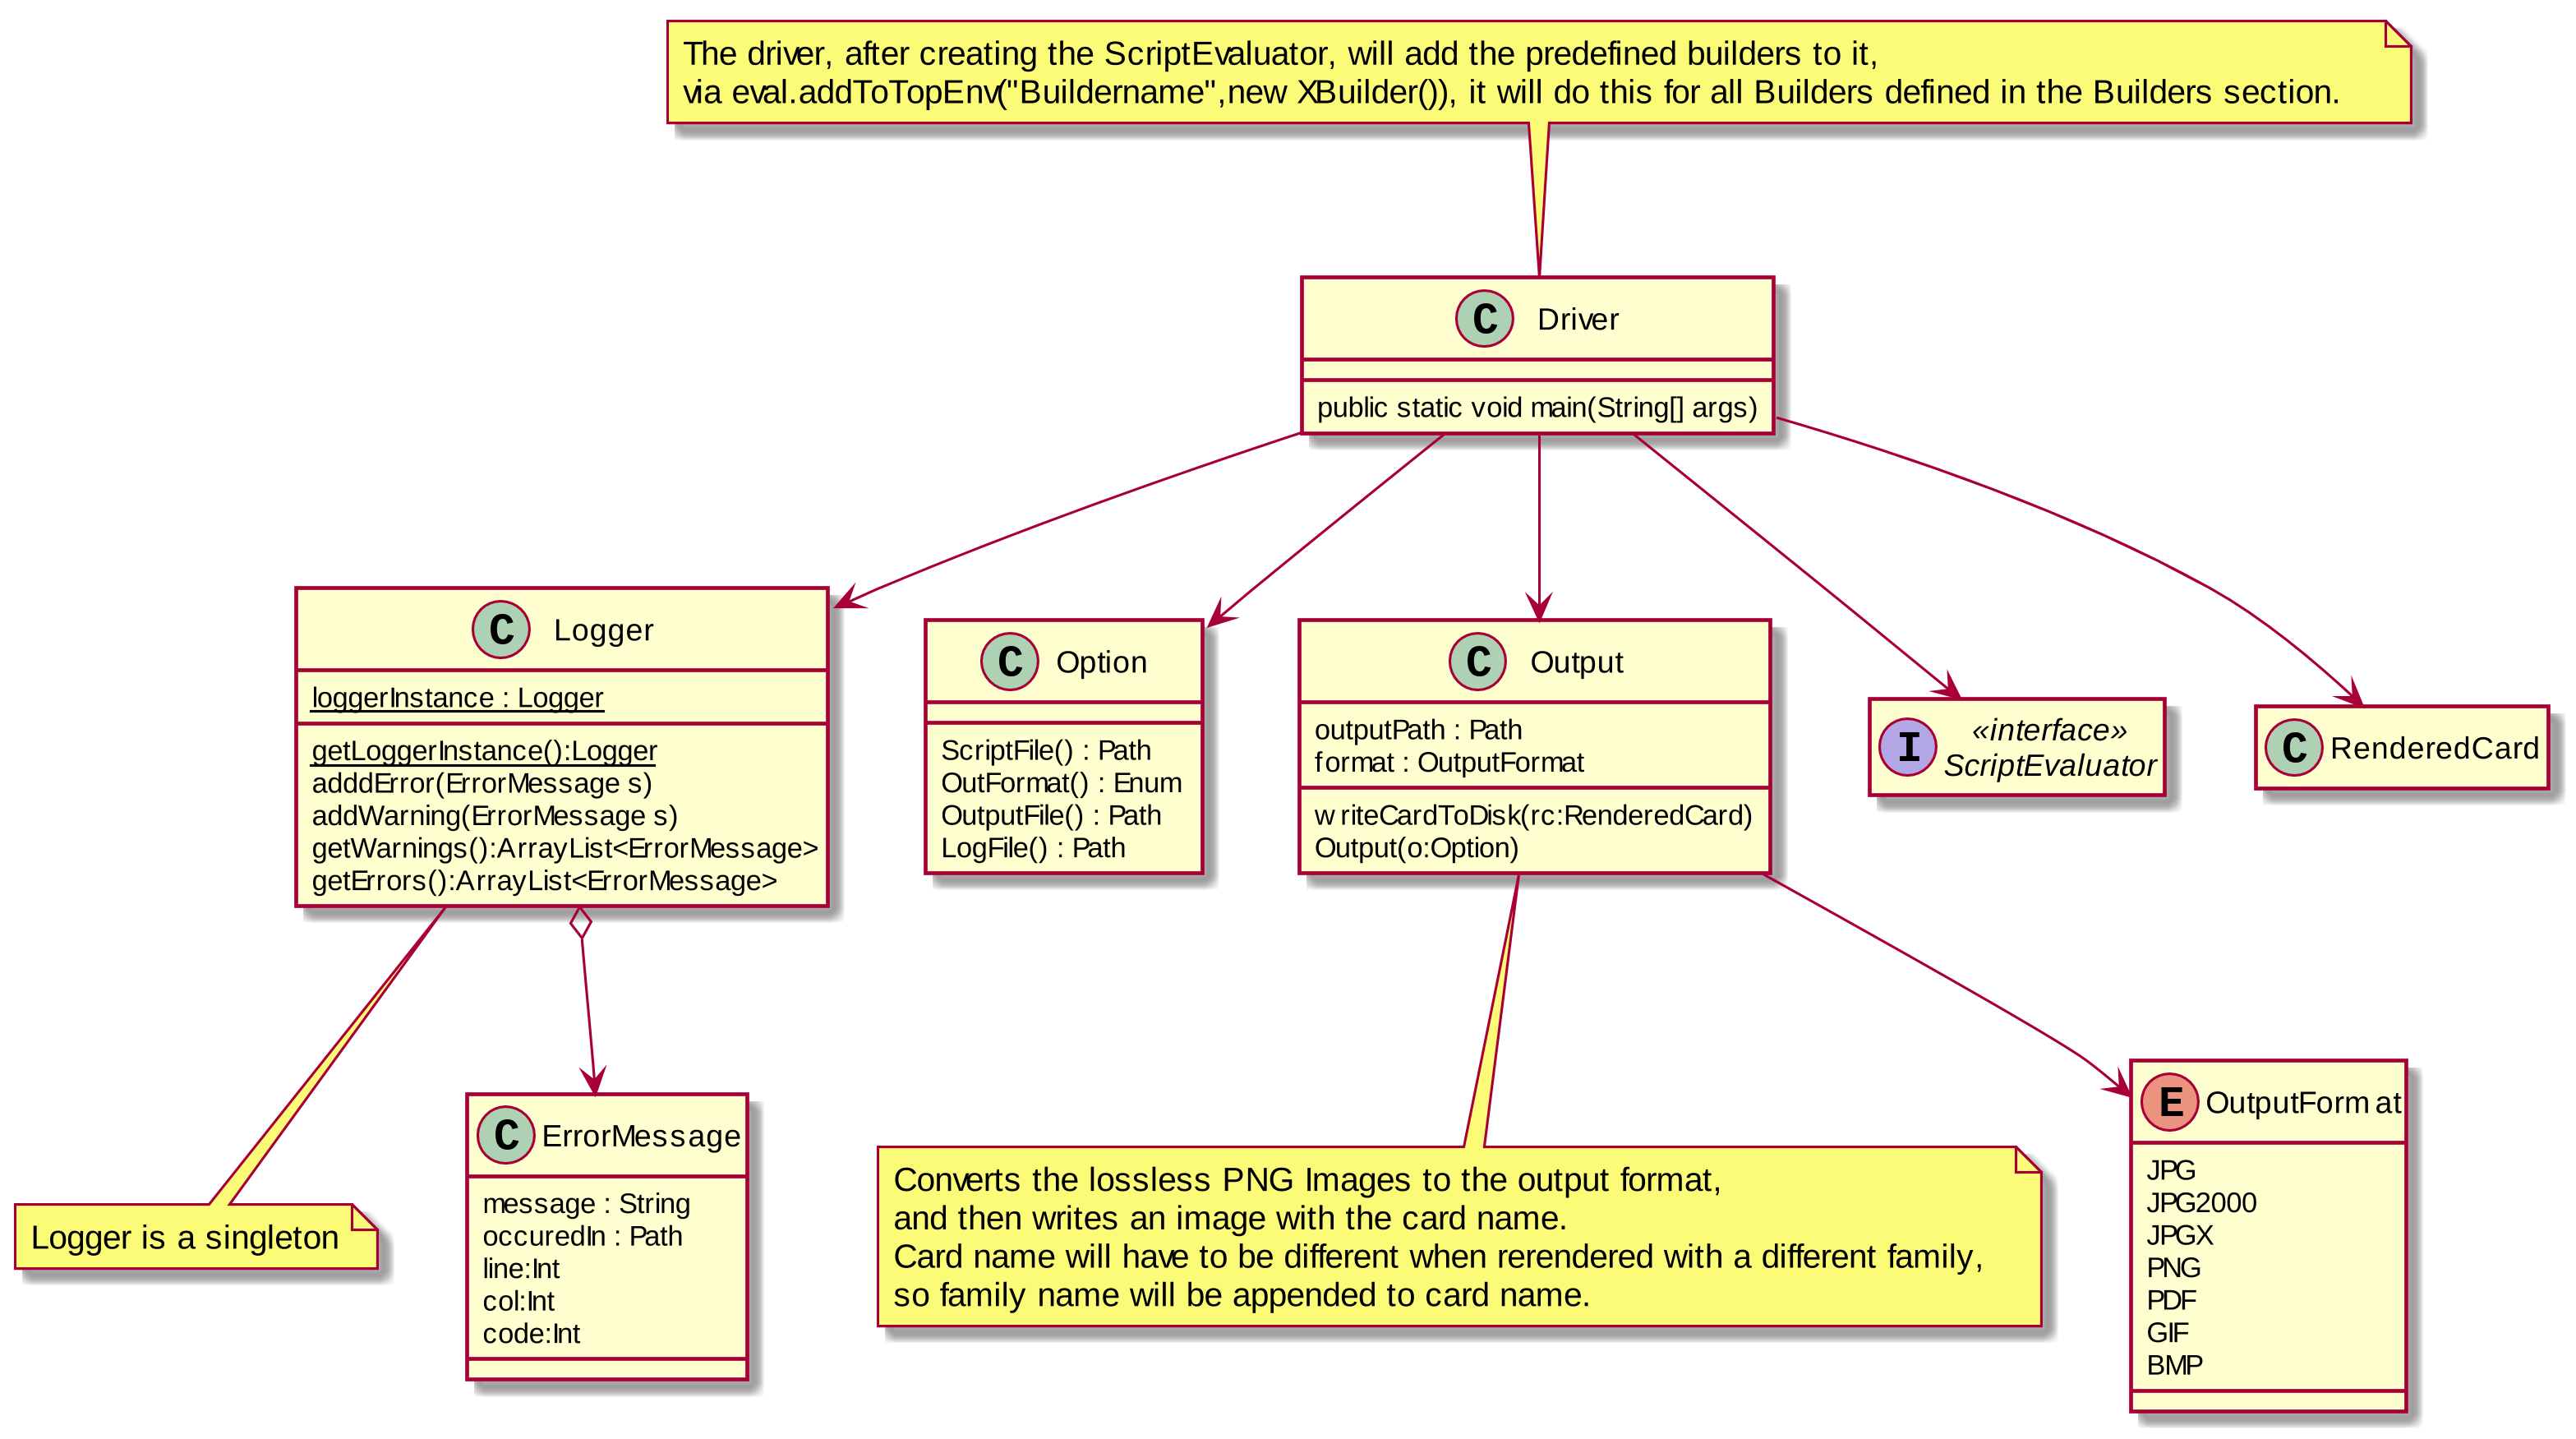 The driver, after creating the ScriptEvaluator, will add the predefined builders to it,
via eval.addToTopEnv("Buildername",new XBuilder()), it will do this for all Builders defined in the Builders section.
C Driver
public static void main(String[] args)
C Logger
loggerInstance : Logger
getLoggerInstance():Logger
adddError(ErrorMessage s)
addWarning(ErrorMessage s)
getWarnings():ArrayList<ErrorMessage>
getErrors():ArrayList<ErrorMessage>
C Option
ScriptFile() : Path
OutFormat() : Enum
OutputFile() : Path
LogFile() : Path
C Output
outputPath : Path
format : OutputFormat
writeCardToDisk(rc:RenderedCard)
Output(o:Option)
I «interface»
ScriptEvaluator
C RenderedCard
Logger is a singleton
C ErrorMessage
message : String
occuredIn : Path
line:Int
col:Int
code:Int
Converts the lossless PNG Images to the output format,
and then writes an image with the card name.
Card name will have to be different when rerendered with a different family,
so family name will be appended to card name.
E OutputFormat
JPG
JPG2000
JPGX
PNG
PDF
GIF
BMP